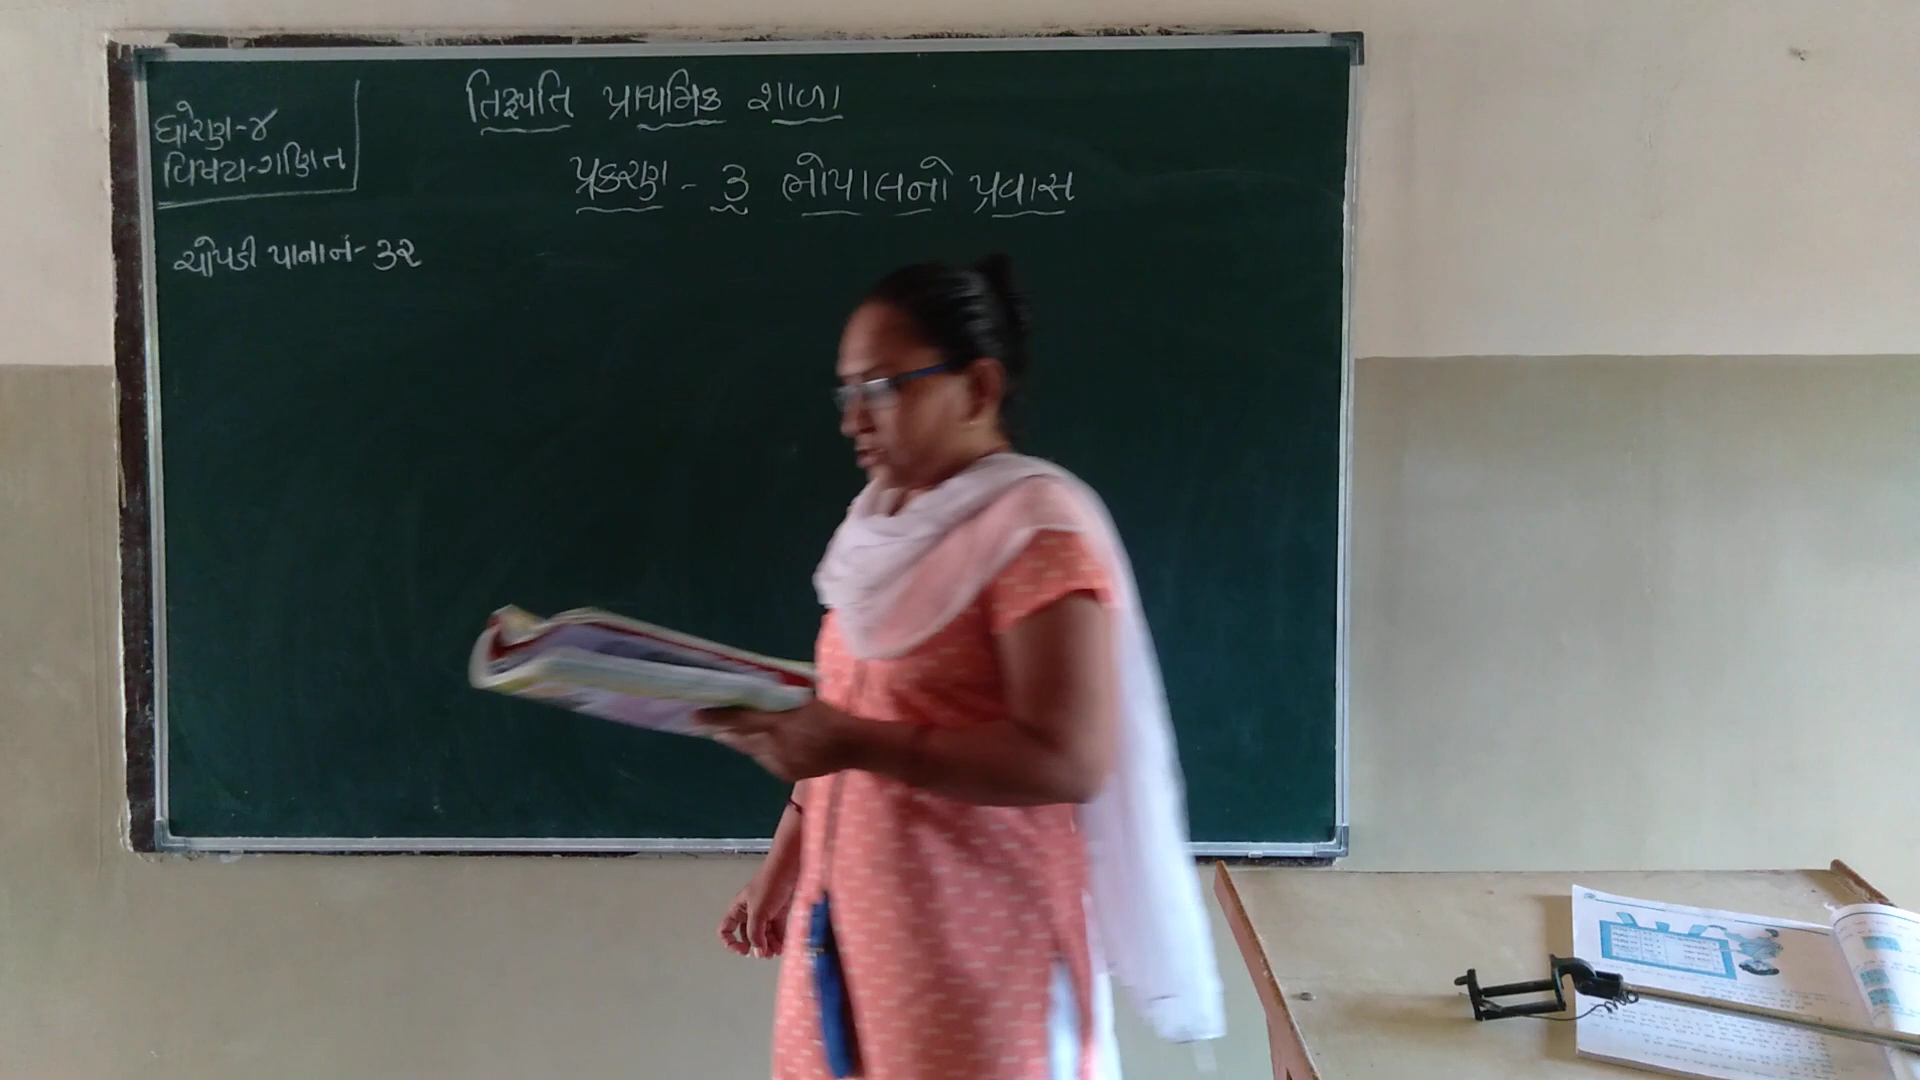 ધોરણ-૪
વિષય-ગણિત
તિરૂપતિ પ્રાથમિક શાળા
પ્રકરણ - ૩ ભોપાલનો પ્રવાસ
ચોપડી પાના નં- ૩૨